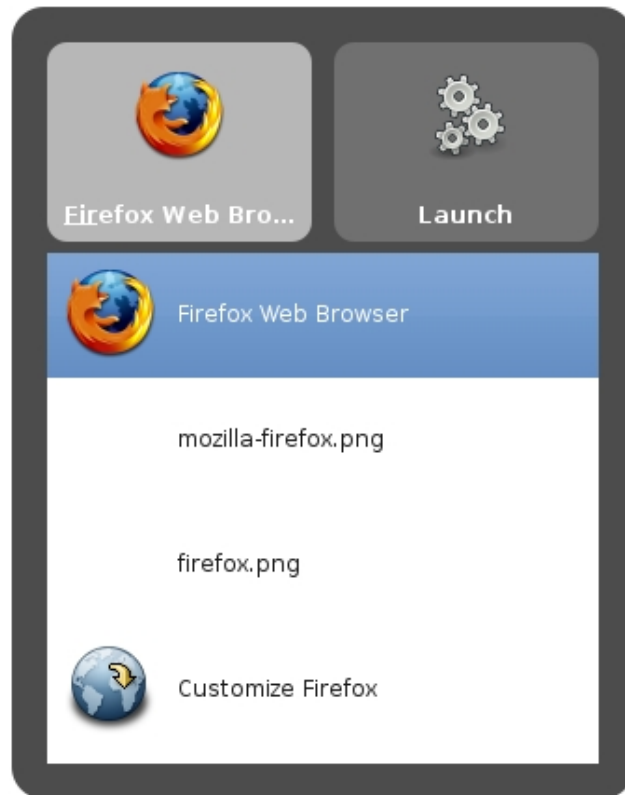 Firefox Web Bro...
Launch
Firefox Web Browser
mozilla-firefox.png
firefox.png
Customize Firefox